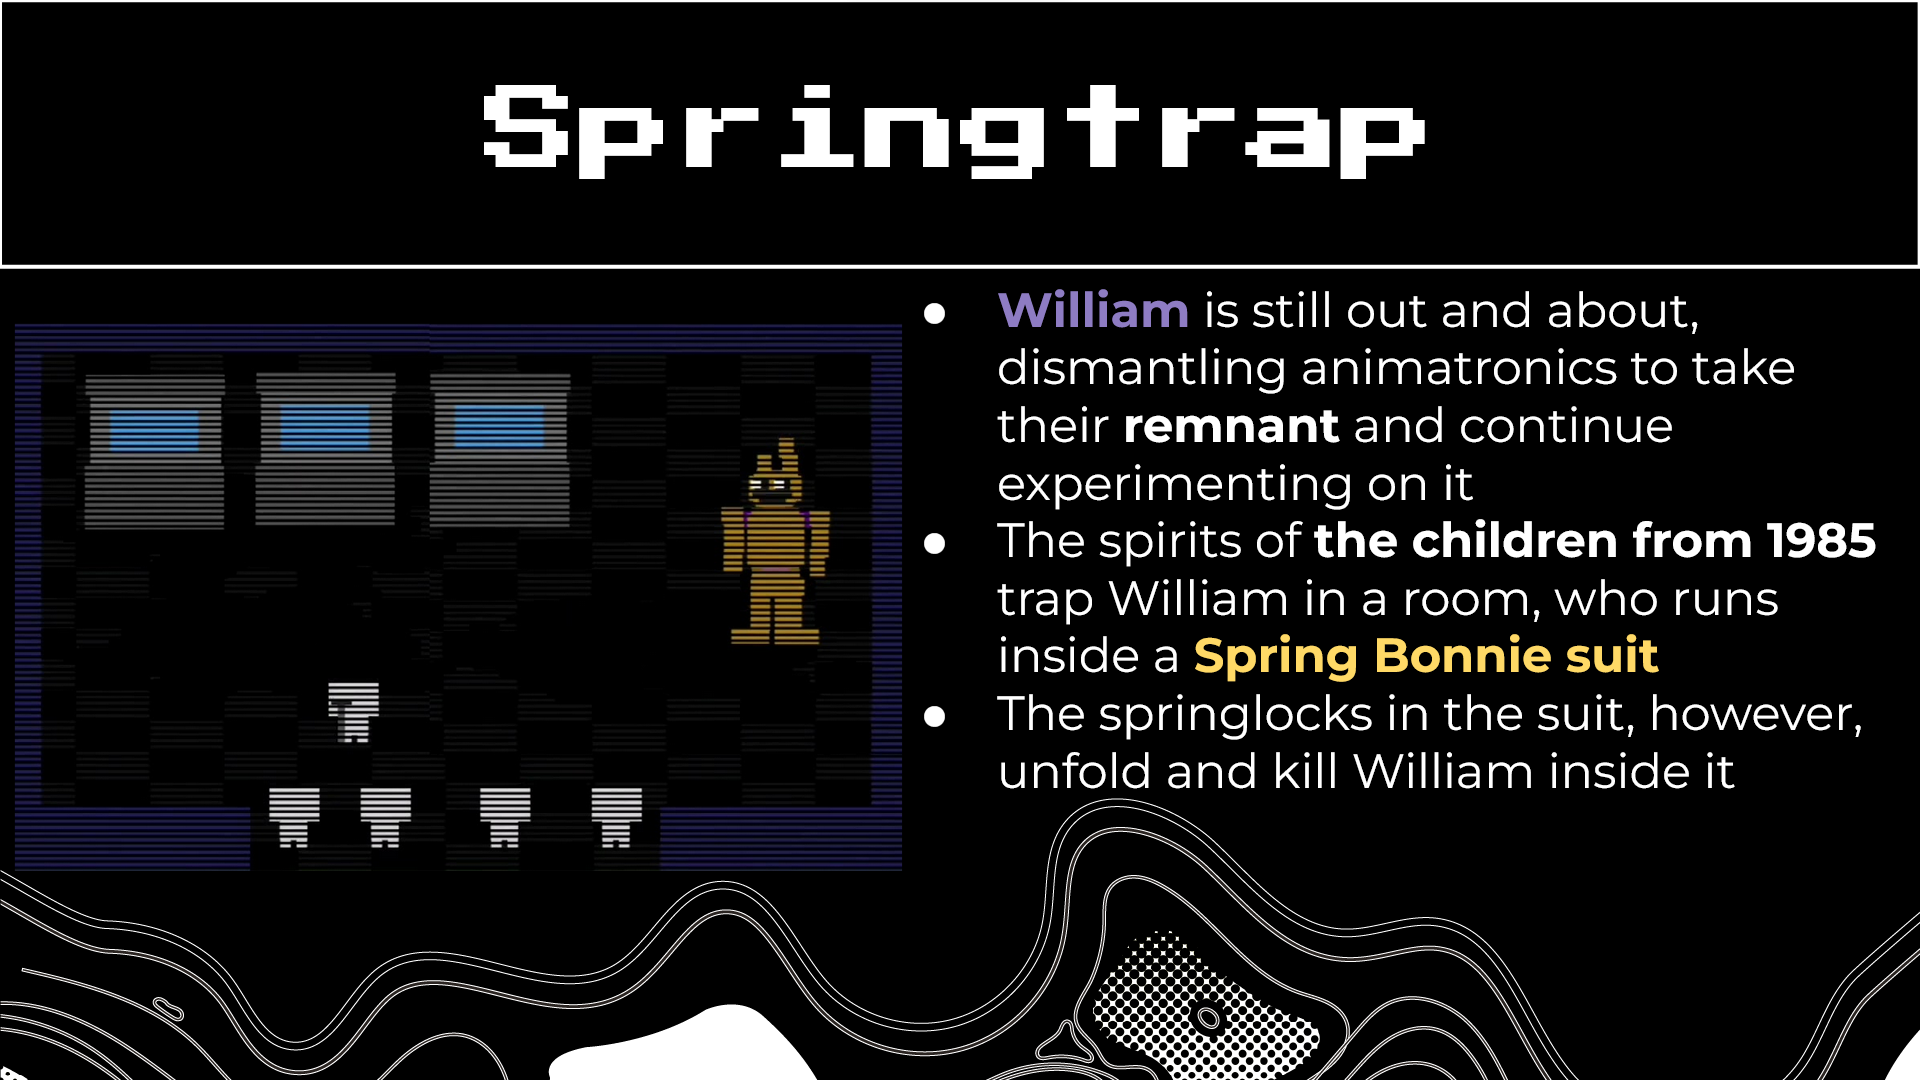 Springtrap
● William is still out and about,
dismantling animatronics to take
their remnant and continue
experimenting on it
● The spirits of the children from 1985
trap William in a room, who runs
inside a Spring Bonnie suit
● The springlocks in the suit, however,
unfold and kill William inside it